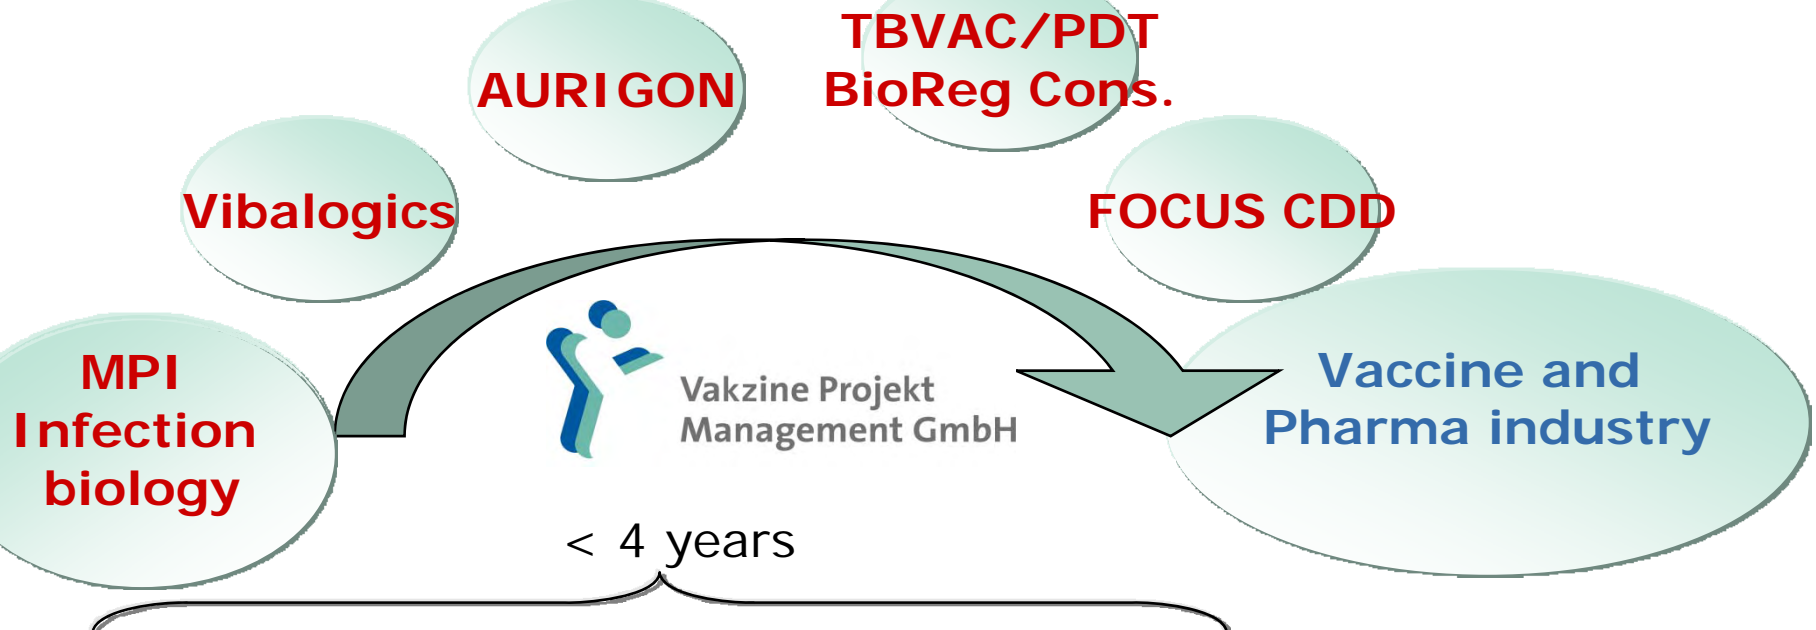 TBVAC/PDT
BioReg Cons.
AURIGON
Vibalogics
FOCUS CDD
MPI
Infection
biology
Vakzine Projekt
Management GmbH
Vaccine and
Pharma industry
< 4 years